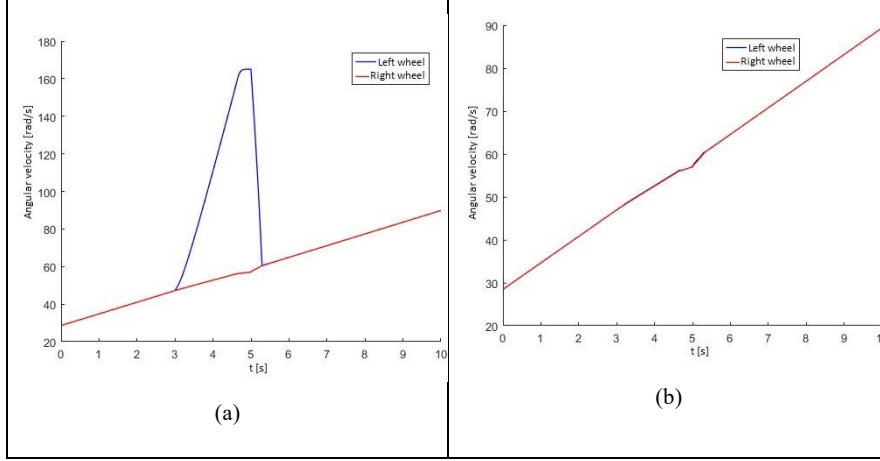 180
160
140
120
100
80
60
40
20
Angular velocity [rad/s]
Left wheel
Right wheel
0 1 2 3 4 5 6 7 8 9 10
t [s]
(a)
90
80
70
60
50
40
30
20
Angular velocity [rad/s]
Left wheel
Right wheel
0 1 2 3 4 5 6 7 8 9 1
t [s]
(b)